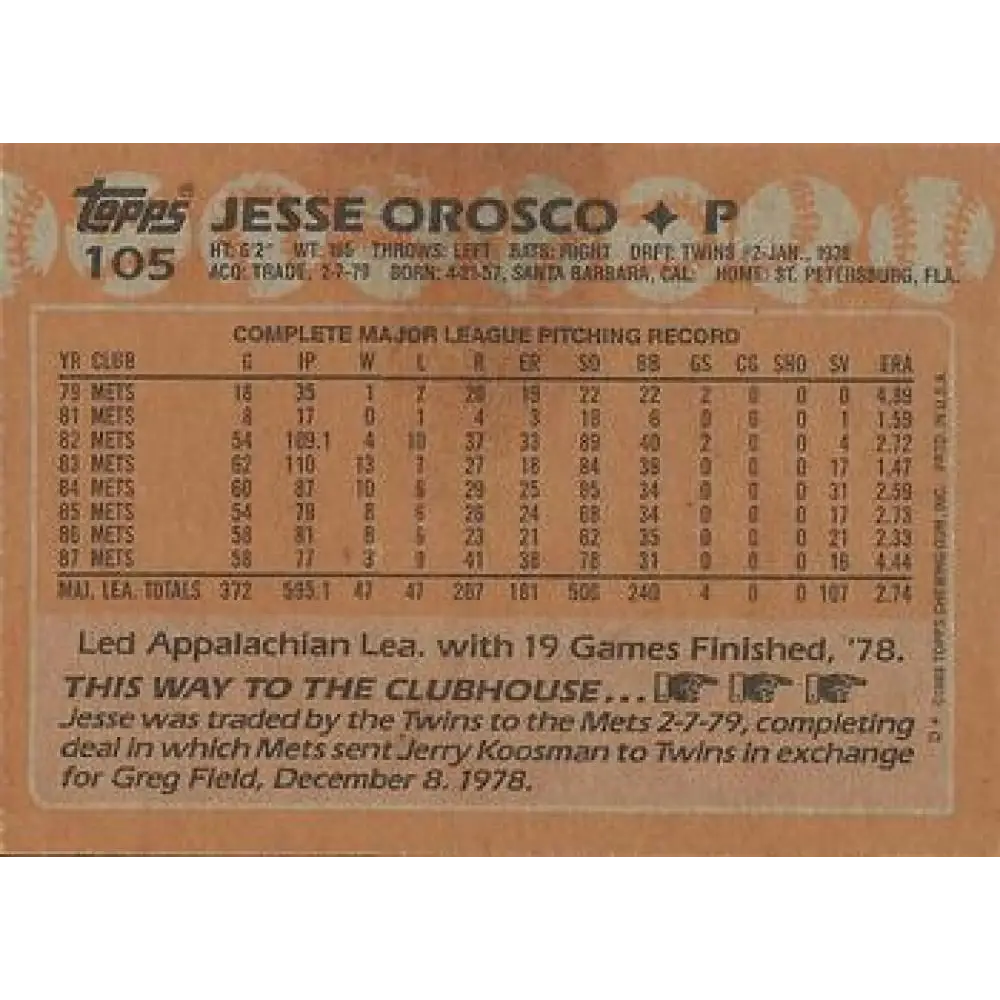 Topps®
105
JESSE OROSCO ✦ P
HT: 6'2" WT: 185 THROWS: LEFT BATS: RIGHT DRFT: TWINS #2-JAN., 1978
ACQ: TRADE, 2-7-79 BORN: 4-21-57, SANTA BARBARA, CAL. HOME: ST. PETERSBURG, FLA.
COMPLETE MAJOR LEAGUE PITCHING RECORD
YR CLUB G IP W L R ER SO BB GS CG SHO SV ERA
79 METS 18 35 1 2 20 19 22 22 2 0 0 0 4.89
81 METS 8 17 0 1 4 3 18 6 0 0 0 1 1.59
82 METS 54 109.1 4 10 37 33 89 40 2 0 0 4 2.72
83 METS 62 110 13 7 27 18 84 38 0 0 0 17 1.47
84 METS 60 87 10 6 29 25 85 34 0 0 0 31 2.59
85 METS 54 79 8 6 26 24 68 34 0 0 0 17 2.73
86 METS 58 81 8 6 23 21 62 35 0 0 0 21 2.33
87 METS 58 77 3 9 41 38 78 31 0 0 0 16 4.44
MAJ. LEA. TOTALS 372 595.1 47 47 207 181 506 240 4 0 0 107 2.74
Led Appalachian Lea. with 19 Games Finished, '78.
THIS WAY TO THE CLUBHOUSE...
Jesse was traded by the Twins to the Mets 2-7-79, completing
deal in which Mets sent Jerry Koosman to Twins in exchange
for Greg Field, December 8, 1978.
D* ©1988 TOPPS CHEWING GUM, INC. PRTD. IN U.S.A.